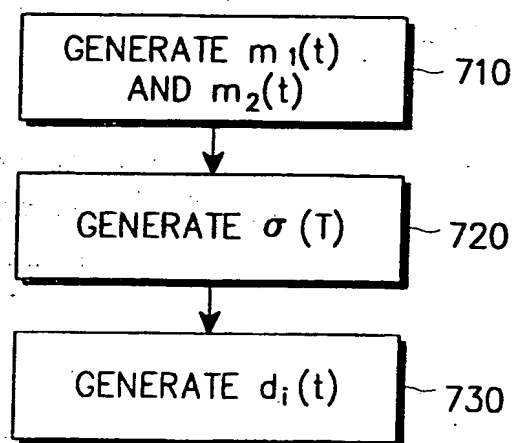 GENERATE m1(t)
AND m2(t)
710
GENERATE σ (T)
720
GENERATE di(t)
730